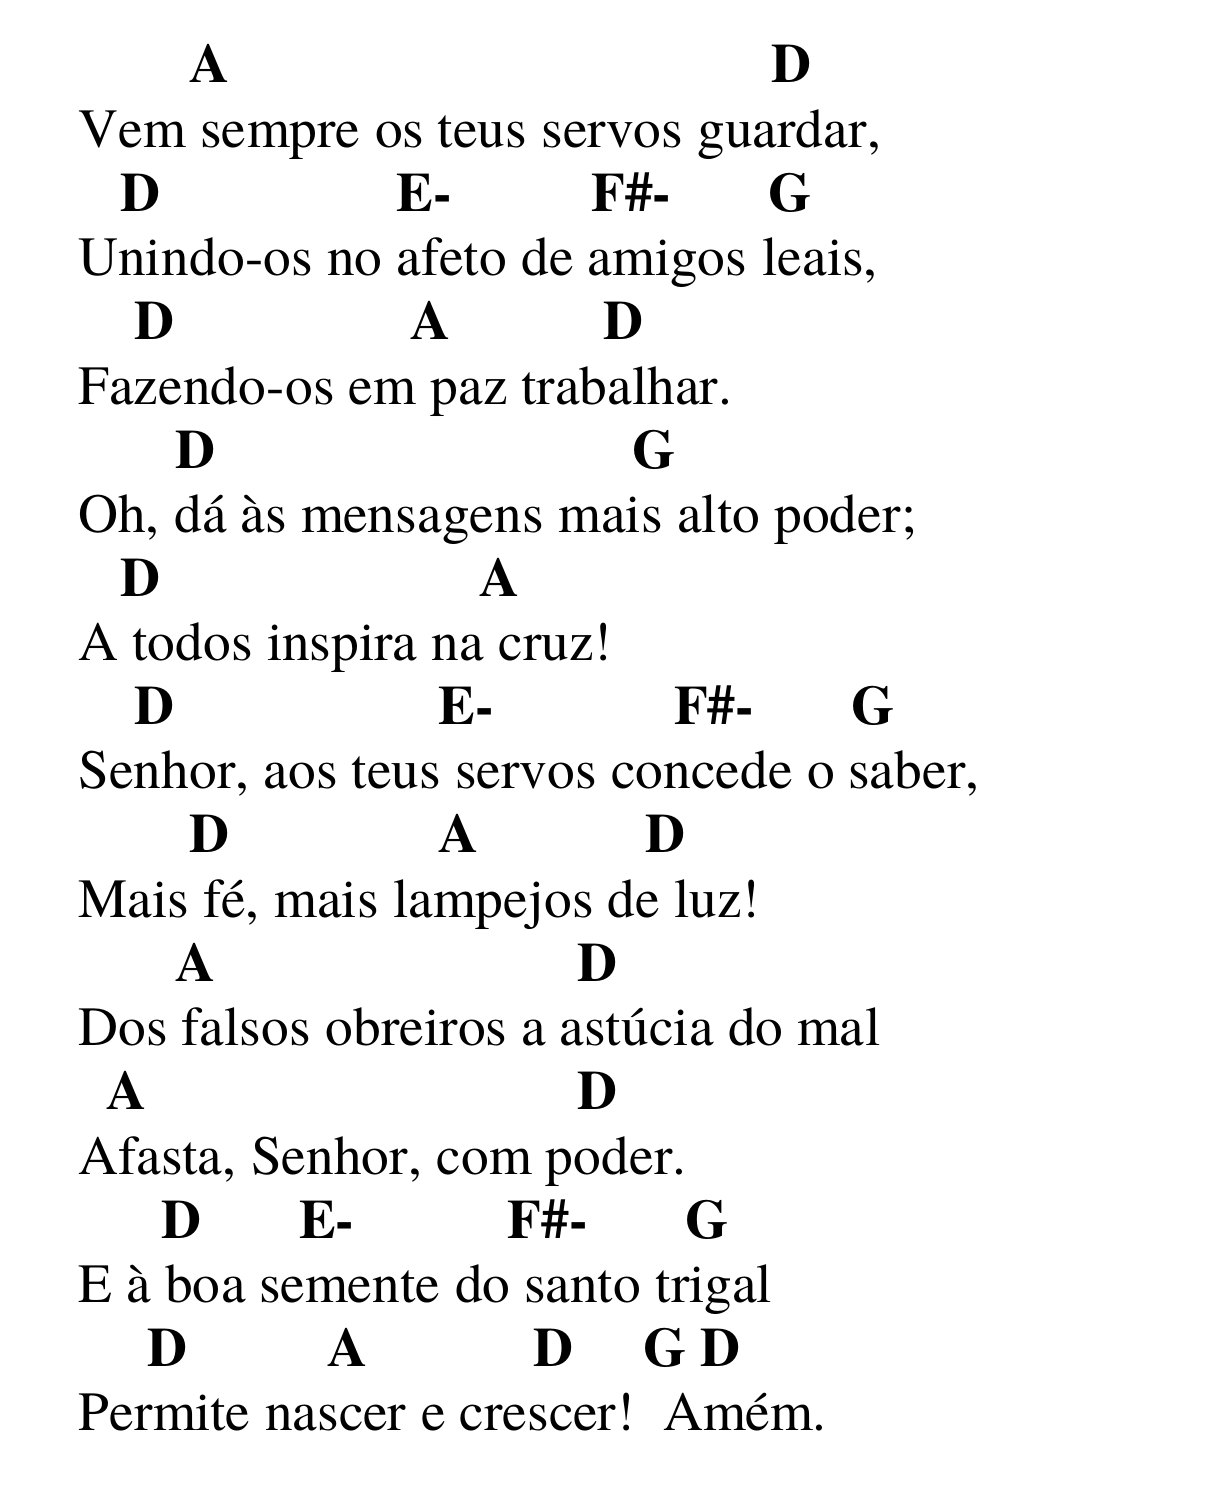 A D
Vem sempre os teus servos guardar,
D E- F#- G
Unindo-os no afeto de amigos leais,
D A D
Fazendo-os em paz trabalhar.
D G
Oh, dá às mensagens mais alto poder;
D A
A todos inspira na cruz!
D E- F#- G
Senhor, aos teus servos concede o saber,
D A D
Mais fé, mais lampejos de luz!
A D
Dos falsos obreiros a astúcia do mal
A D
Afasta, Senhor, com poder.
D E- F#- G
E à boa semente do santo trigal
D A D G D
Permite nascer e crescer! Amém.